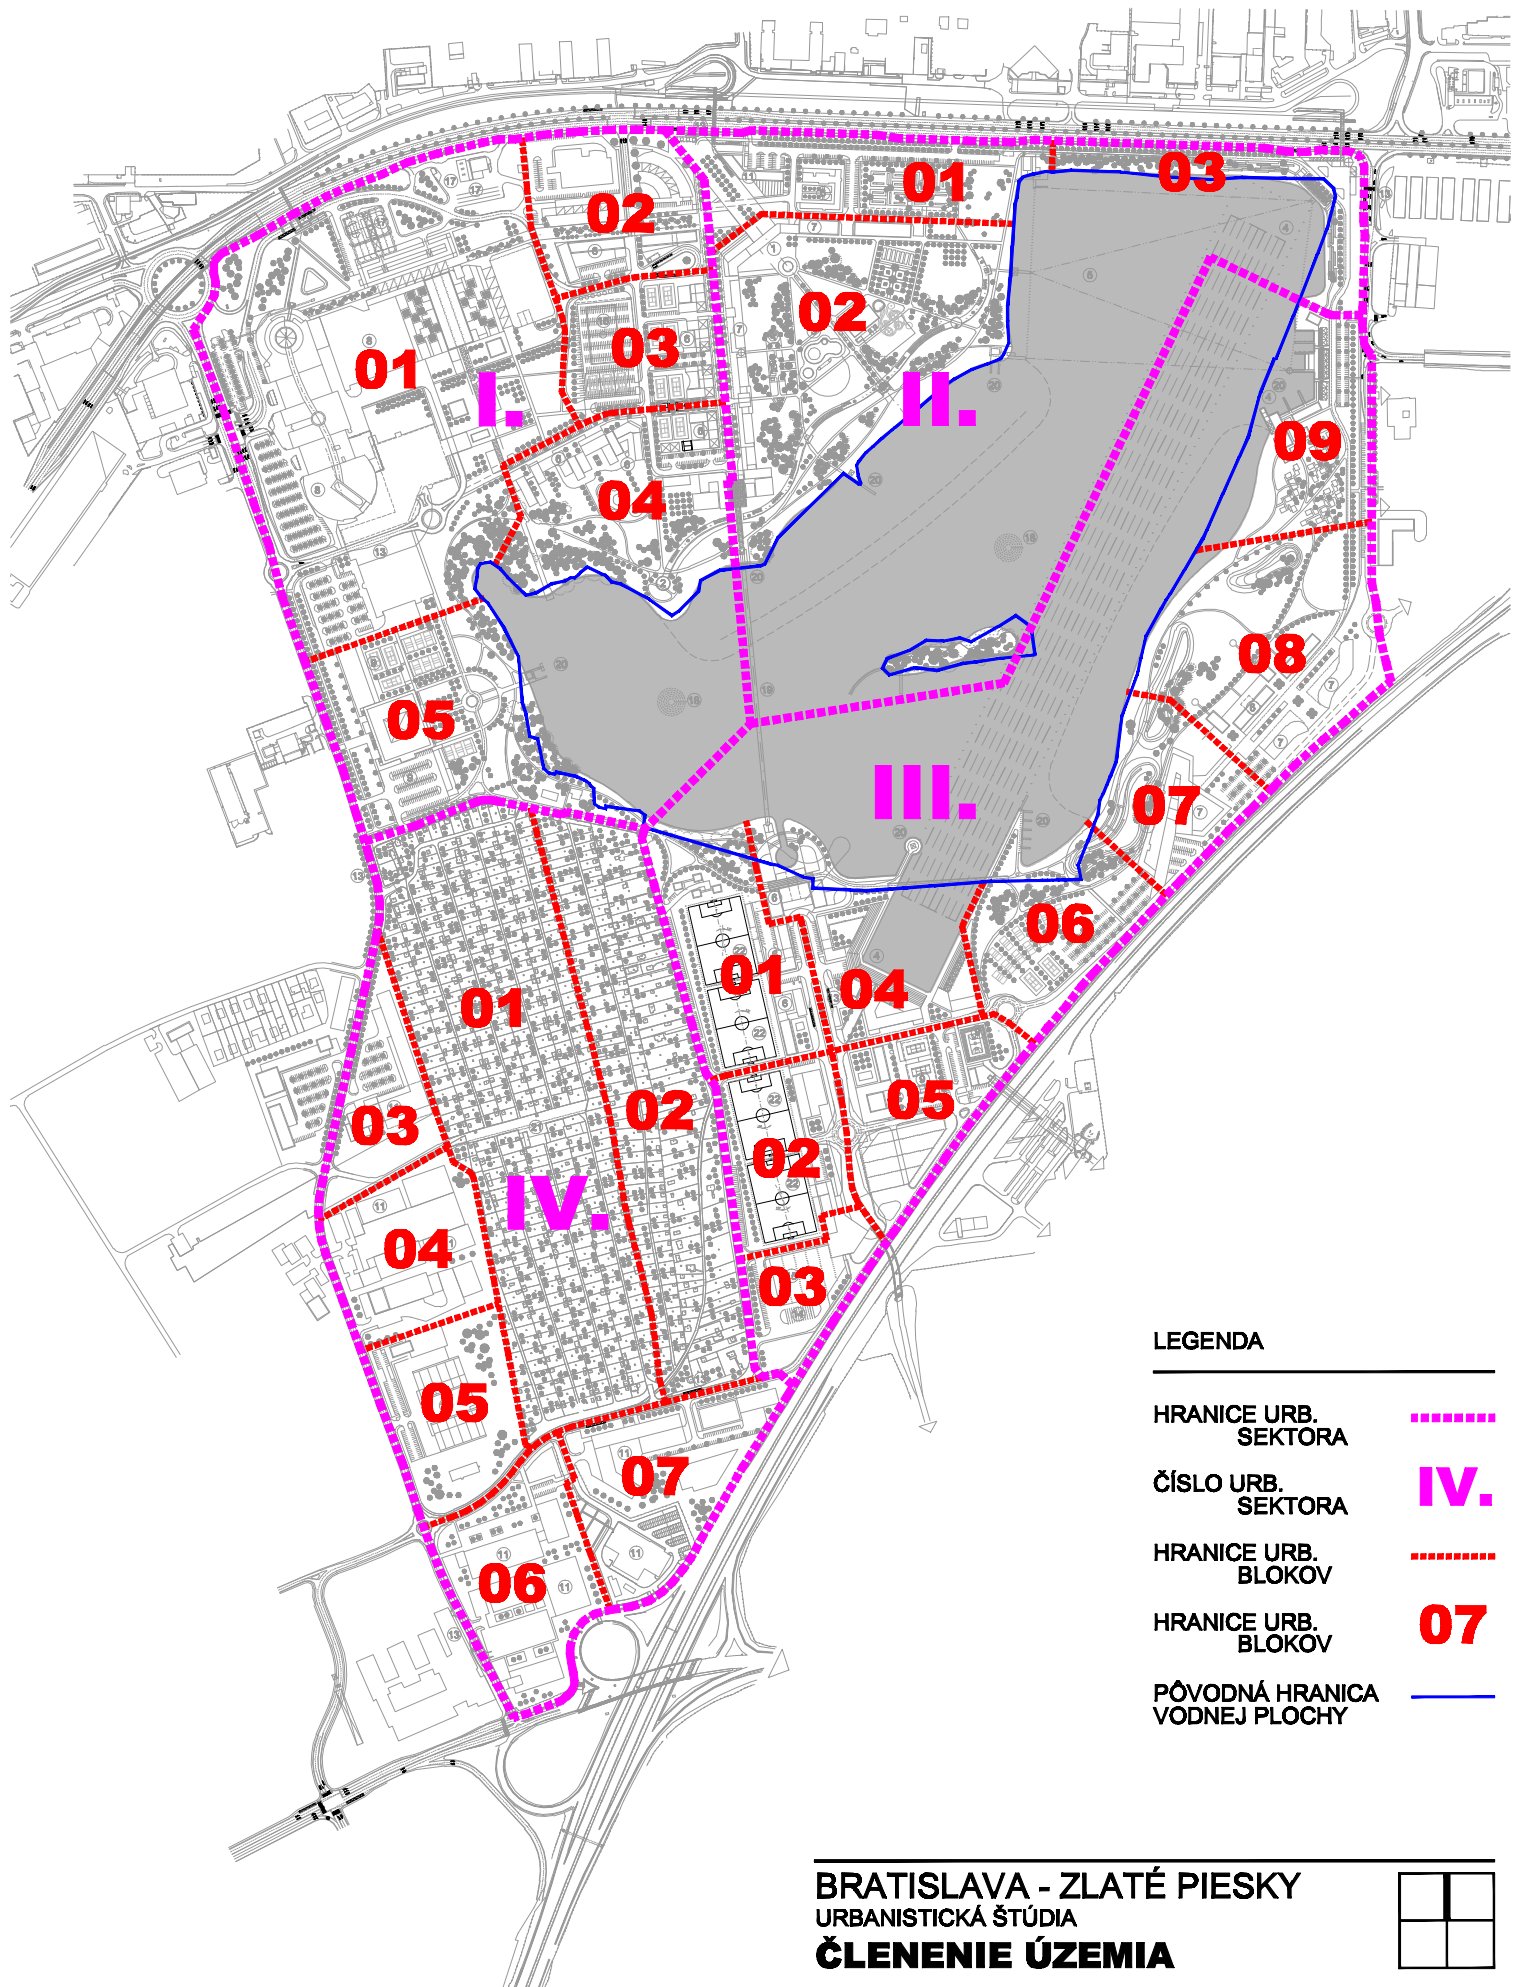 01
03
02
01
02
03
01
I.
II.
09
04
08
05
III.
07
06
01
04
01
02
05
03
02
IV.
04
03
05
07
06
LEGENDA
HRANICE URB.
SEKTORA
ČÍSLO URB.
SEKTORA
IV.
HRANICE URB.
BLOKOV
HRANICE URB.
BLOKOV
07
PÔVODNÁ HRANICA
VODNEJ PLOCHY
BRATISLAVA - ZLATÉ PIESKY
URBANISTICKÁ ŠTÚDIA
ČLENENIE ÚZEMIA